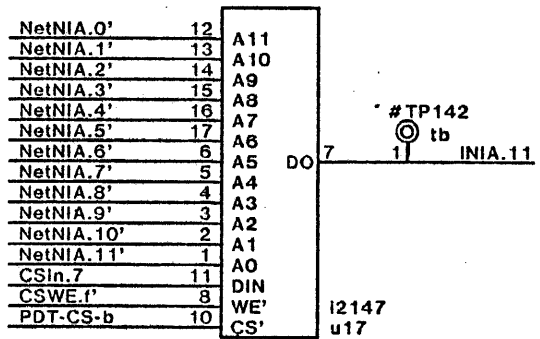 NetNIA.0' 12 A11
NetNIA.1' 13 A10
NetNIA.2' 14 A9
NetNIA.3' 15 A8
NetNIA.4' 16 A7
NetNIA.5' 17 A6
NetNIA.6' 6 A5 DO 7 1 INIA.11
NetNIA.7' 5 A4
NetNIA.8' 4 A3
NetNIA.9' 3 A2
NetNIA.10' 2 A1
NetNIA.11' 1 A0
CSIn.7 11 DIN
CSWE.f' 8 WE' i2147
PDT-CS-b 10 CS' u17
#TP142
tb